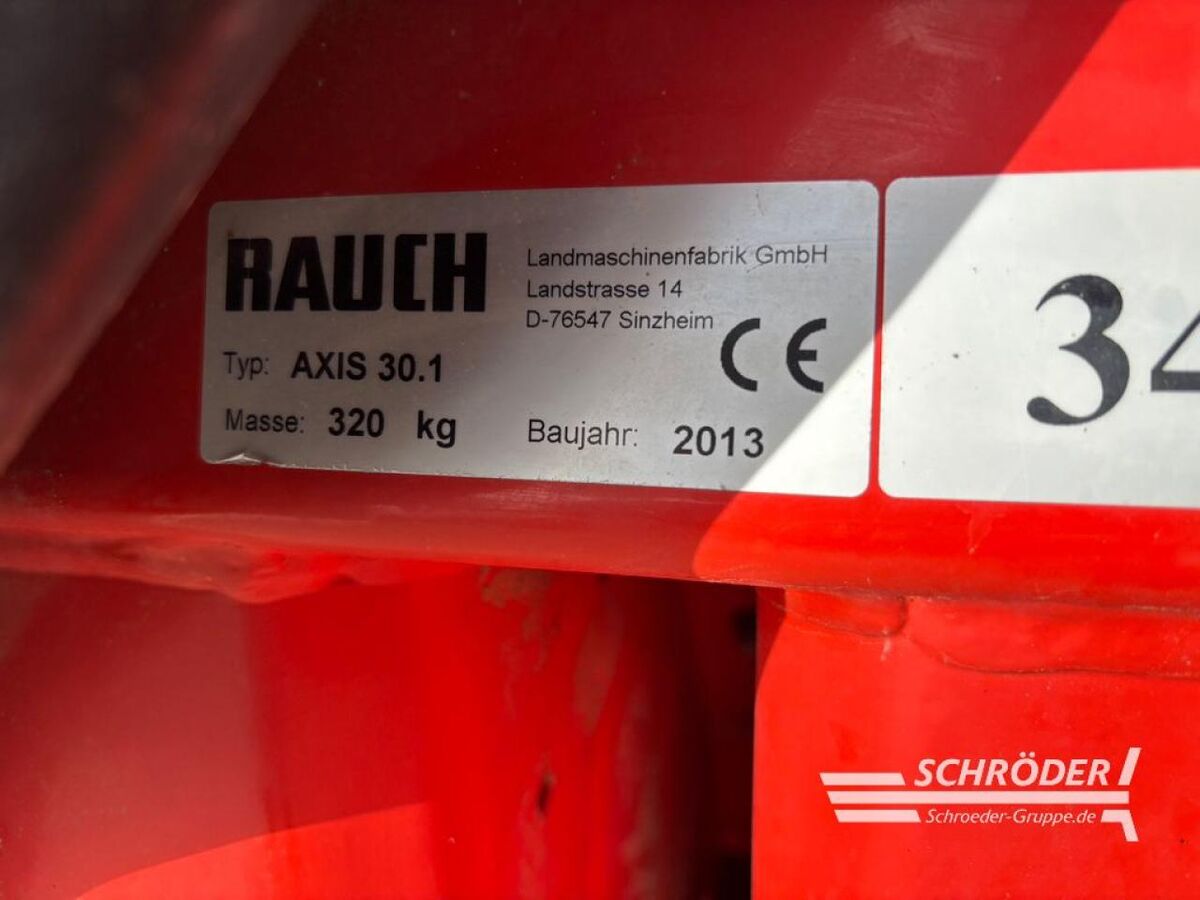 RAUCH
Landmaschinenfabrik GmbH
Landstrasse 14
D-76547 Sinzheim
Typ: AXIS 30.1
CE
Masse: 320 kg
Baujahr: 2013
34
SCHRÖDER
Schroeder-Gruppe.de